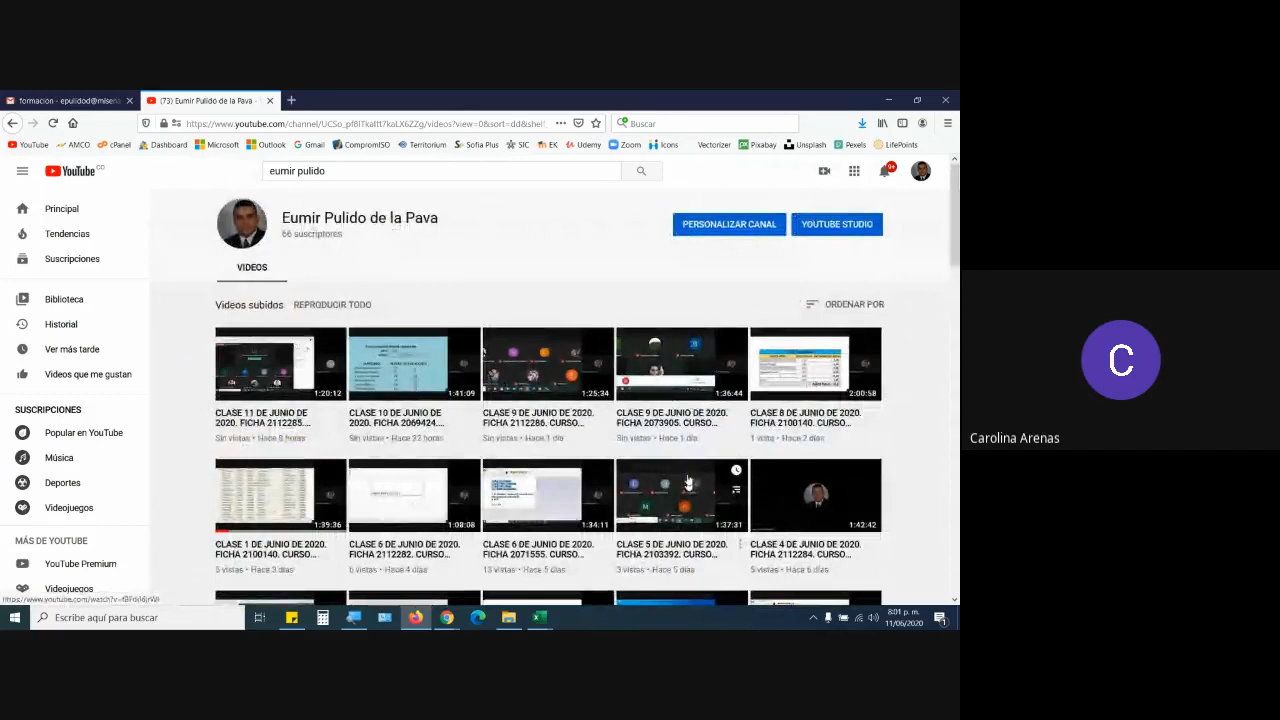 formacion - epulidod@misena
(73) Eumir Pulido de la Pava -
https://www.youtube.com/channel/
Buscar
YouTube AMCO cPanel Dashboard Microsoft Outlook Gmail CompromISO Territorium Sofia Plus SIC EK Udemy Zoom Icons Vectorizer Pixabay Unsplash Pexels LifePoints
YouTube CO
eumir pulido
9+
Principal
Tendencias
Suscripciones
Biblioteca
Historial
Ver más tarde
Videos que me gustan
SUSCRIPCIONES
Popular en YouTube
Música
Deportes
Videojuegos
MÁS DE YOUTUBE
YouTube Premium
Videojuegos
Eumir Pulido de la Pava
66 suscriptores
PERSONALIZAR CANAL
YOUTUBE STUDIO
VIDEOS
Videos subidos REPRODUCIR TODO
ORDENAR POR
1:20:12
CLASE 11 DE JUNIO DE
2020. FICHA 2112285....
Sin vistas • Hace 8 horas
1:41:09
CLASE 10 DE JUNIO DE
2020. FICHA 2069424....
Sin vistas • Hace 22 horas
1:25:34
CLASE 9 DE JUNIO DE 2020.
FICHA 2112286. CURSO...
Sin vistas • Hace 1 día
1:36:44
CLASE 9 DE JUNIO DE 2020.
FICHA 2073905. CURSO...
Sin vistas • Hace 1 día
2:00:58
CLASE 8 DE JUNIO DE 2020.
FICHA 2100140. CURSO...
1 vista • Hace 2 días
1:39:36
CLASE 1 DE JUNIO DE 2020.
FICHA 2100140. CURSO...
5 vistas • Hace 3 días
1:08:08
CLASE 6 DE JUNIO DE 2020.
FICHA 2112282. CURSO...
6 vistas • Hace 4 días
1:34:11
CLASE 6 DE JUNIO DE 2020.
FICHA 2071555. CURSO...
13 vistas • Hace 5 días
1:37:31
CLASE 5 DE JUNIO DE 2020.
FICHA 2103392. CURSO...
3 vistas • Hace 5 días
1:42:42
CLASE 4 DE JUNIO DE 2020.
FICHA 2112284. CURSO...
5 vistas • Hace 6 días
Escribe aquí para buscar
8:01 p. m.
11/06/2020
1
C
Carolina Arenas